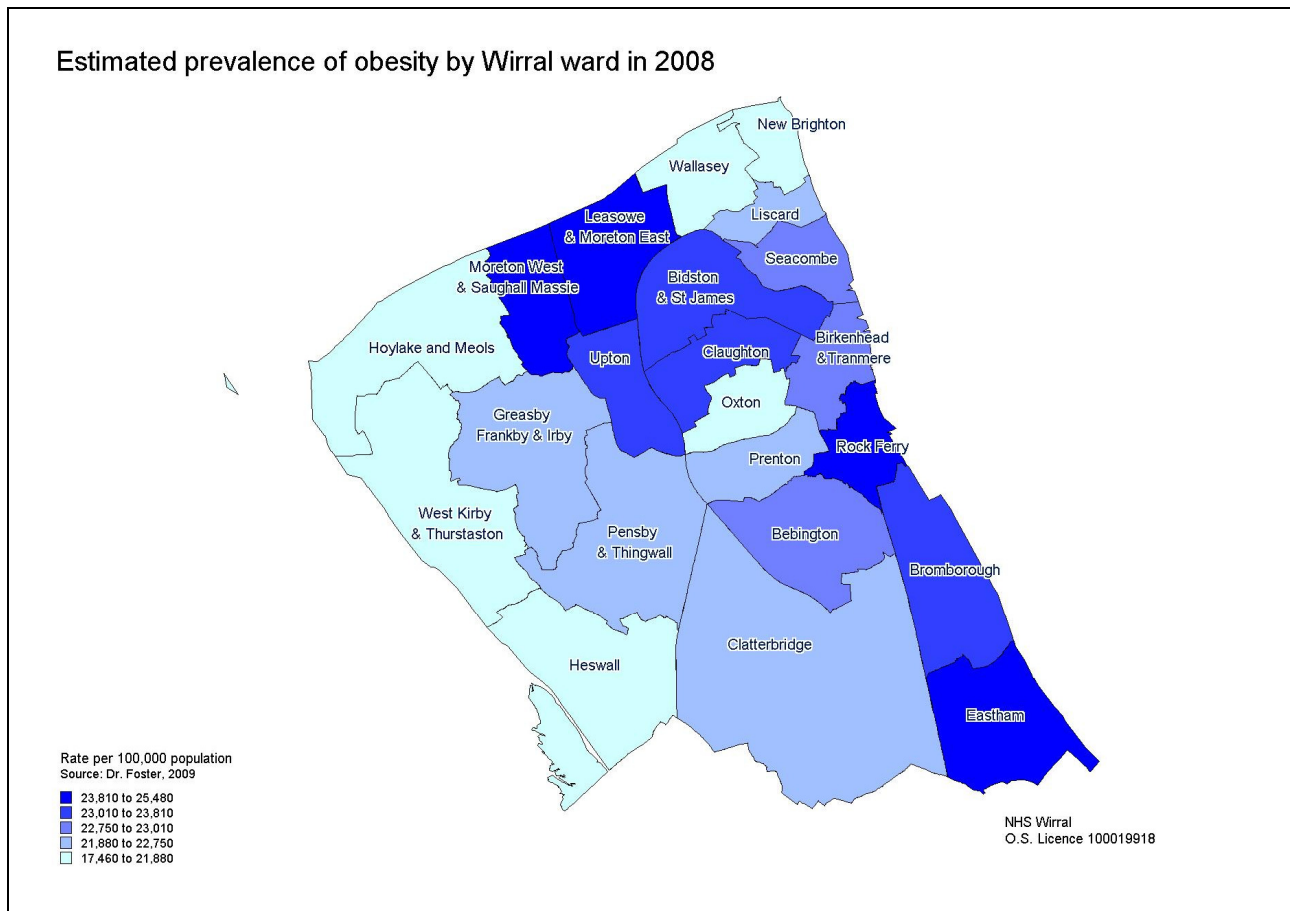 Estimated prevalence of obesity by Wirral ward in 2008
New Brighton
Wallasey
Liscard
Leasowe
& Moreton East
Seacombe
Moreton West
& Saughall Massie
Bidston
& St James
Birkenhead
&Tranmere
Hoylake and Meols
Upton
Claughton
Oxton
Greasby
Frankby & Irby
Rock Ferry
Prenton
West Kirby
& Thurstaston
Pensby
& Thingwall
Bebington
Bromborough
Clatterbridge
Heswall
Eastham
Rate per 100,000 population
Source: Dr. Foster, 2009
23,810 to 25,480
23,010 to 23,810
22,750 to 23,010
21,880 to 22,750
17,460 to 21,880
NHS Wirral
O.S. Licence 100019918